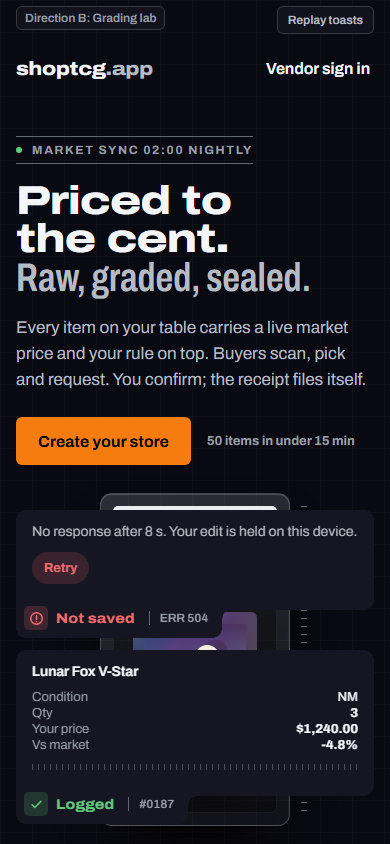 Direction B: Grading lab
Replay toasts
shoptcg.app
Vendor sign in
MARKET SYNC 02:00 NIGHTLY
Priced to
the cent.
Raw, graded, sealed.
Every item on your table carries a live market
price and your rule on top. Buyers scan, pick
and request. You confirm; the receipt files itself.
Create your store
50 items in under 15 min
No response after 8 s. Your edit is held on this device.
Retry
Not saved
ERR 504
Lunar Fox V-Star
Condition NM
Qty 3
Your price $1,240.00
Vs market -4.8%
Logged
#0187